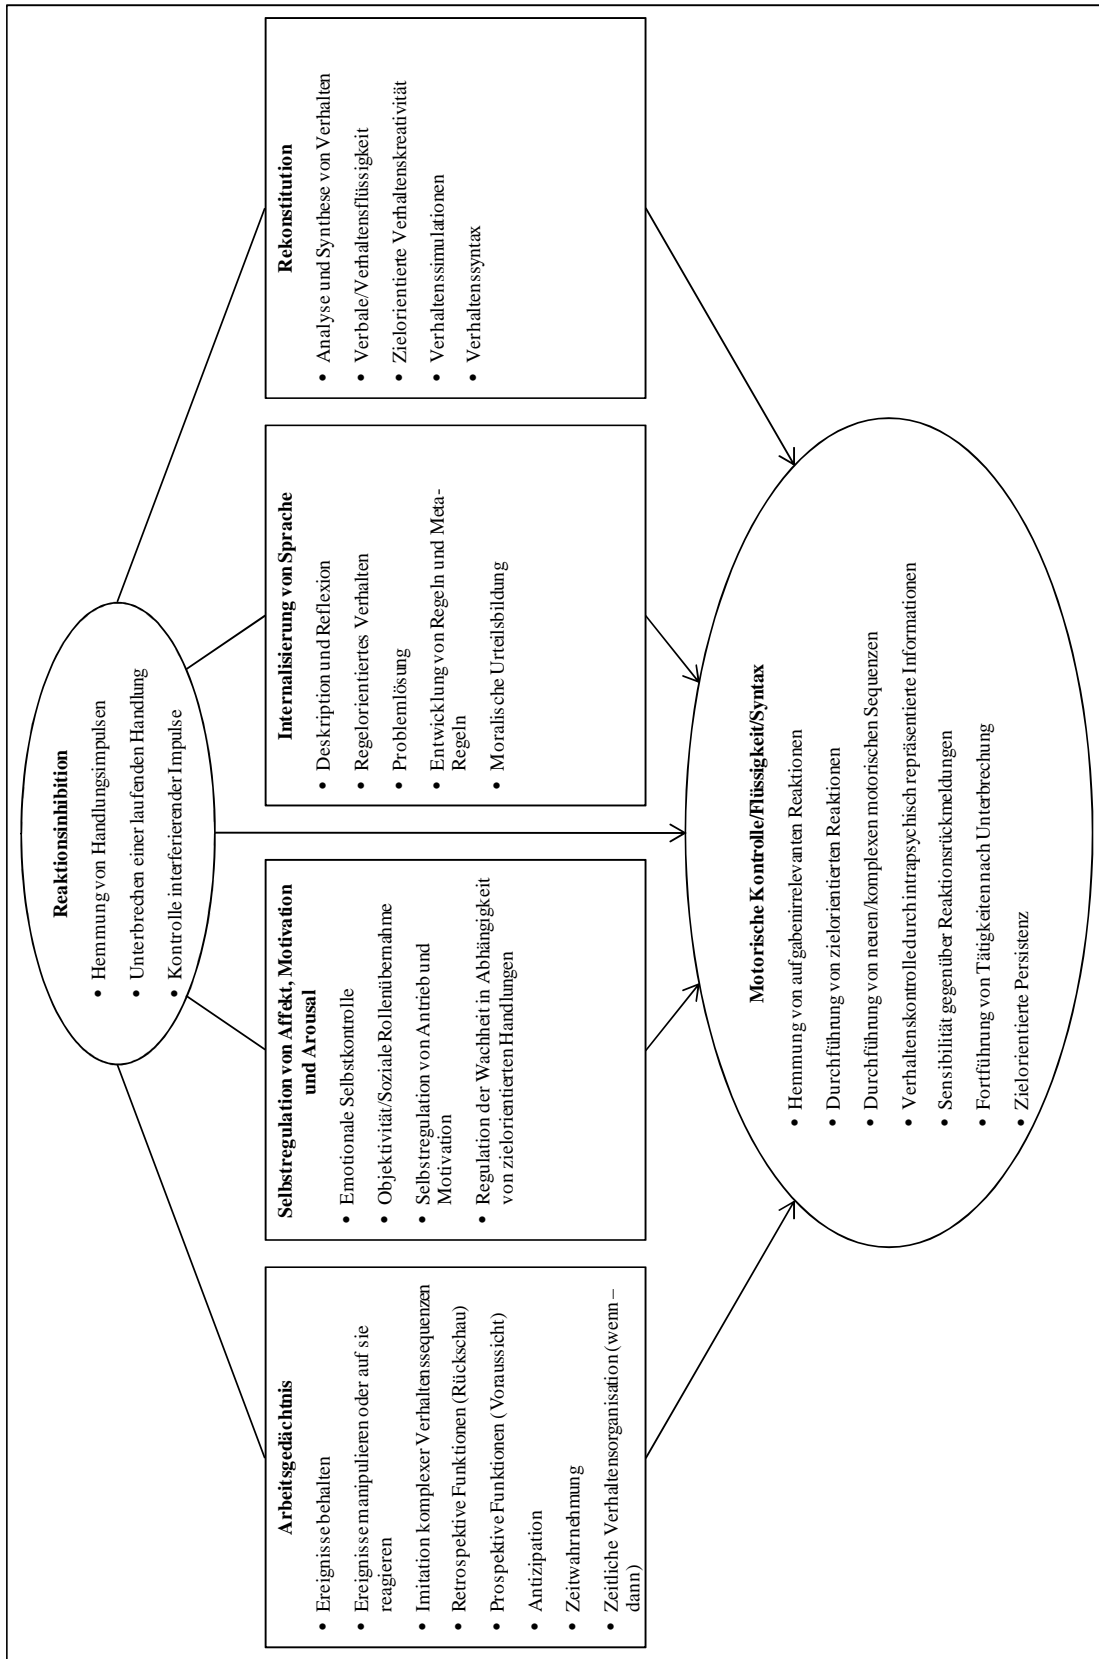 Reaktionsinhibition
• Hemmung von Handlungsimpulsen
• Unterbrechen einer laufenden Handlung
• Kontrolle interferierender Impulse
Arbeitsgedächtnis
• Ereignisse behalten
• Ereignisse manipulieren oder auf sie
reagieren
• Imitation komplexer Verhaltenssequenzen
• Retrospektive Funktionen (Rückschau)
• Prospektive Funktionen (Voraussicht)
• Antizipation
• Zeitwahrnehmung
• Zeitliche Verhaltensorganisation (wenn –
dann)
Selbstregulation von Affekt, Motivation
und Arousal
• Emotionale Selbstkontrolle
• Objektivität/Soziale Rollenübernahme
• Selbstregulation von Antrieb und
Motivation
• Regulation der Wachheit in Abhängigkeit
von zielorientierten Handlungen
Internalisierung von Sprache
• Deskription und Reflexion
• Regelorientiertes Verhalten
• Problemlösung
• Entwicklung von Regeln und Meta-
Regeln
• Moralische Urteilsbildung
Rekonstitution
• Analyse und Synthese von Verhalten
• Verbale/Verhaltensflüssigkeit
• Zielorientierte Verhaltenskreativität
• Verhaltenssimulationen
• Verhaltenssyntax
Motorische Kontrolle/Flüssigkeit/Syntax
• Hemmung von aufgabenirrelevanten Reaktionen
• Durchführung von zielorientierten Reaktionen
• Durchführung von neuen/komplexen motorischen Sequenzen
• Verhaltenskontrolle durch intrapsychisch repräsentierte Informationen
• Sensibilität gegenüber Reaktionsrückmeldungen
• Fortführung von Tätigkeiten nach Unterbrechung
• Zielorientierte Persistenz